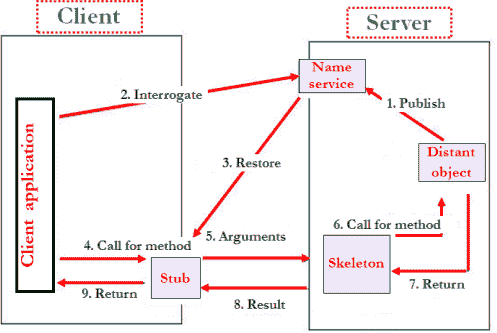 Client
Server
Name
service
2. Interrogate
1. Publish
Distant
object
3. Restore
Client application
4. Call for method
5. Arguments
6. Call for method
Skeleton
Stub
9. Return
7. Return
8. Result